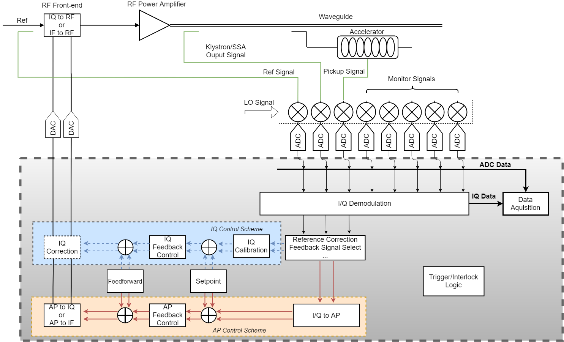 RF Front-end
RF Power Amplifier
Ref
IQ to RF
or
IF to RF
Waveguide
Accelerator
Klystron/SSA
Ouput Signal
Ref Signal
Pickup Signal
Monitor Signals
LO Signal
DAC
DAC
ADC
ADC
ADC
ADC
ADC
ADC
ADC
ADC
ADC Data
I/Q Demodulation
IQ Data
Data
Aquisition
IQ Control Scheme
IQ
Correction
IQ
Feedback
Control
IQ
Calibration
Reference Correction
Feedback Signal Select
...
Feedforward
Setpoint
Trigger/Interlock
Logic
AP to IQ
or
AP to IF
AP
Feedback
Control
I/Q to AP
AP Control Scheme